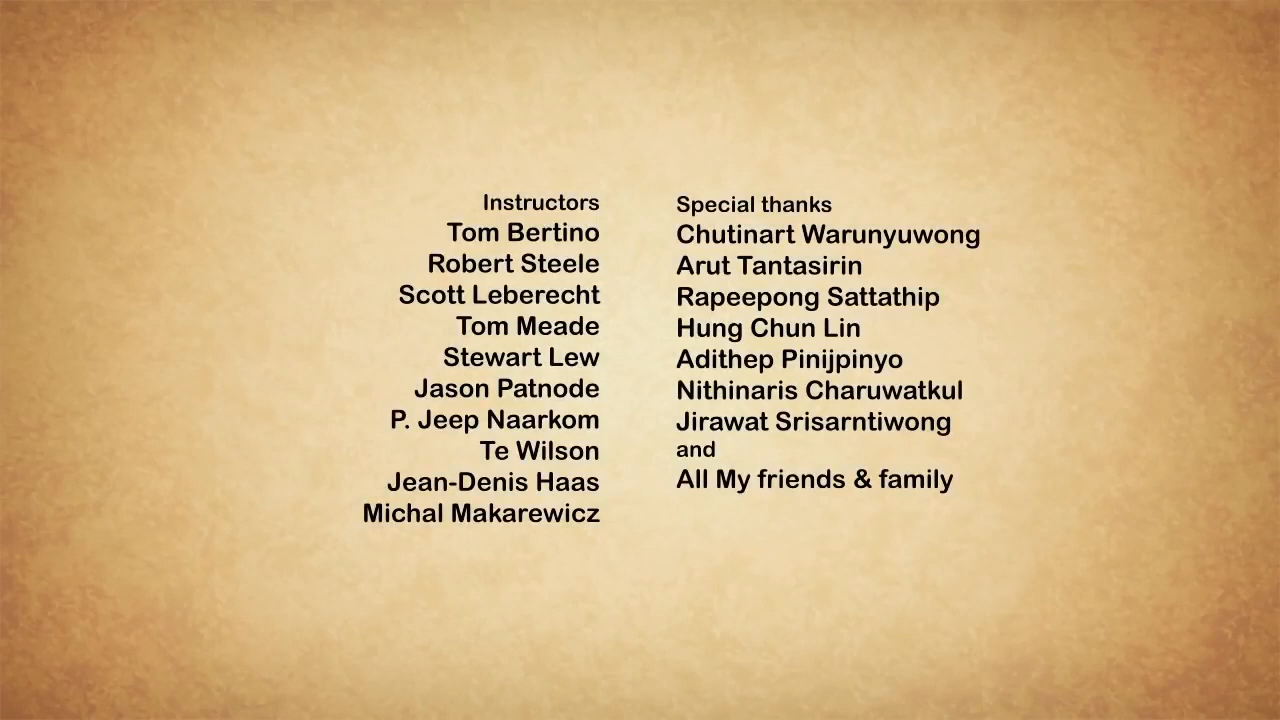 Instructors
Tom Bertino
Robert Steele
Scott Leberecht
Tom Meade
Stewart Lew
Jason Patnode
P. Jeep Naarkom
Te Wilson
Jean-Denis Haas
Michal Makarewicz
Special thanks
Chutinart Warunyuwong
Arut Tantasirin
Rapeepong Sattathip
Hung Chun Lin
Adithep Pinijpinyo
Nithinaris Charuwatkul
Jirawat Srisarntiwong
and
All My friends & family